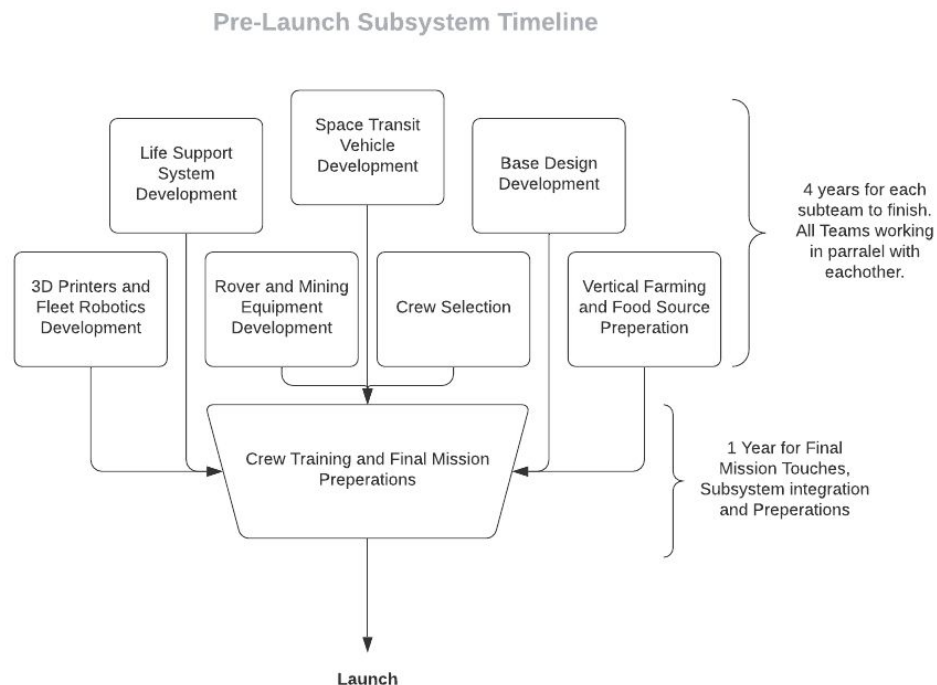 Pre-Launch Subsystem Timeline
Space Transit
Vehicle
Development
Life Support
System
Development
Base Design
Development
4 years for each
subteam to finish.
All Teams working
in parralel with
eachother.
3D Printers and
Fleet Robotics
Development
Rover and Mining
Equipment
Development
Crew Selection
Vertical Farming
and Food Source
Preperation
Crew Training and Final Mission
Preperations
1 Year for Final
Mission Touches,
Subsystem integration
and Preperations
Launch